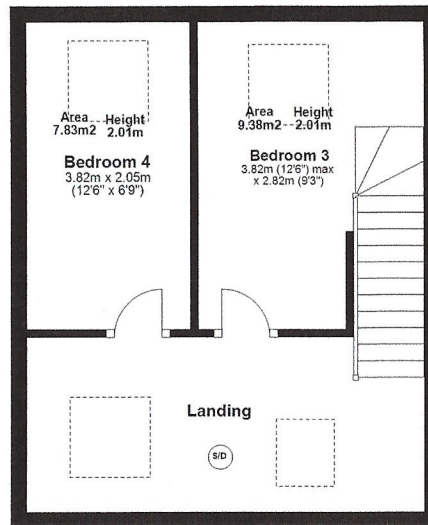 Area Height
7.83m2 2.01m
Bedroom 4
3.82m x 2.05m
(12'6" x 6'9")
Area Height
9.38m2 2.01m
Bedroom 3
3.82m (12'6") max
x 2.82m (9'3")
Landing
S/D